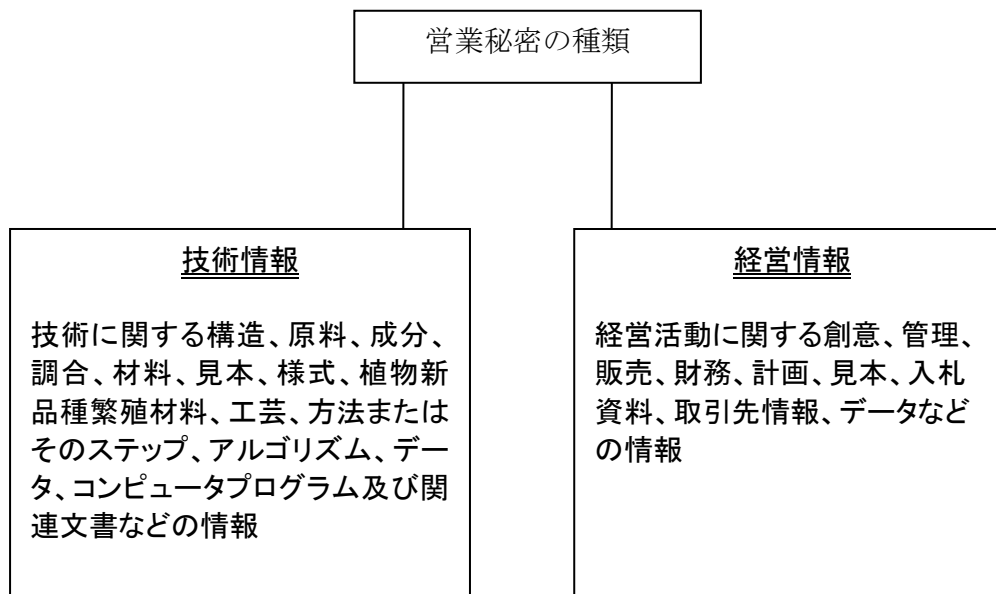 営業秘密の種類
技術情報
技術に関する構造、原料、成分、
調合、材料、見本、様式、植物新
品種繁殖材料、工芸、方法または
そのステップ、アルゴリズム、デー
タ、コンピュータプログラム及び関
連文書などの情報
経営情報
経営活動に関する創意、管理、
販売、財務、計画、見本、入札
資料、取引先情報、データなど
の情報